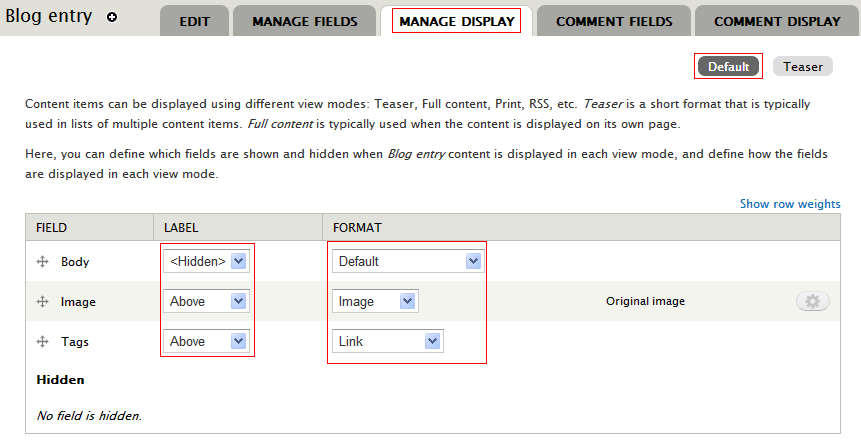 Blog entry
EDIT MANAGE FIELDS MANAGE DISPLAY COMMENT FIELDS COMMENT DISPLAY
Default Teaser
Content items can be displayed using different view modes: Teaser, Full content, Print, RSS, etc. Teaser is a short format that is typically
used in lists of multiple content items. Full content is typically used when the content is displayed on its own page.
Here, you can define which fields are shown and hidden when Blog entry content is displayed in each view mode, and define how the fields
are displayed in each view mode.
Show row weights
FIELD LABEL FORMAT
Body <Hidden> Default
Image Above Image Original image
Tags Above Link
Hidden
No field is hidden.